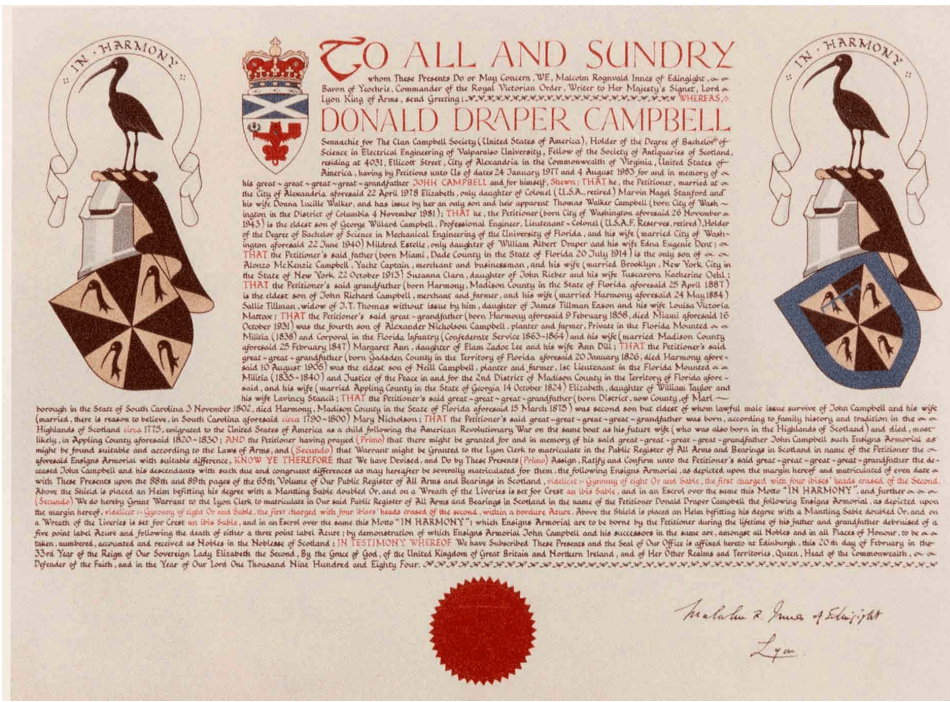 IN · HARMONY
IN · HARMONY
TO ALL AND SUNDRY
whom These Presents Do or May Concern, WE, Malcolm Rognvald Innes of Edingight,
Baron of Yeochrie, Commander of the Royal Victorian Order, Writer to Her Majesty's Signet, Lord
Lyon King of Arms, send Greeting: WHEREAS,
DONALD DRAPER CAMPBELL
Sennachie for The Clan Campbell Society (United States of America), Holder of the Degree of Bachelor of
Science in Electrical Engineering of Valparaiso University, Fellow of the Society of Antiquaries of Scotland,
residing at 4031, Ellicott Street, City of Alexandria in the Commonwealth of Virginia, United States of
America, having by Petitions unto Us of dates 24 January 1977 and 4 August 1983 for and in memory of
his great-great-great-great-grandfather JOHN CAMPBELL and for himself, Shewn; THAT he, the Petitioner, married at
the City of Alexandria aforesaid 22 April 1978 Elizabeth, only daughter of Colonel (U.S.A., retired) Marvin Nagel Stanford and
his wife Donna Lucille Walker, and has issue by her an only son and heir apparent Thomas Walker Campbell (born City of Wash-
ington in the District of Columbia 4 November 1981); THAT he, the Petitioner (born City of Washington aforesaid 26 November
1943) is the eldest son of George Willard Campbell, Professional Engineer, Lieutenant-Colonel (U.S.A.F. Reserves, retired), Holder
of the Degree of Bachelor of Science in Mechanical Engineering of the University of Florida, and his wife (married City of Wash-
ington aforesaid 22 June 1940) Mildred Estelle, only daughter of William Albert Draper and his wife Edna Eugenie Dent;
THAT the Petitioner's said father (born Miami, Dade County in the State of Florida 20 July 1914) is the only son of
Alonso McKenzie Campbell, Yacht Captain, merchant and businessman, and his wife (married Brooklyn, New York City in
the State of New York 22 October 1913) Suzanna Clara, daughter of John Rieber and his wife Tuscarora Katherine Oehl;
THAT the Petitioner's said grandfather (born Harmony, Madison County in the State of Florida aforesaid 25 April 1887)
is the eldest son of John Richard Campbell, merchant and farmer, and his wife (married Harmony aforesaid 24 May 1884)
Sallie Tillman, widow of J.T. Thomas without issue by him, daughter of James Tillman Eason and his wife Louisa Victoria
Mattox; THAT the Petitioner's said great-grandfather (born Harmony aforesaid 9 February 1858, died Miami aforesaid 16
October 1931) was the fourth son of Alexander Nicholson Campbell, planter and farmer, Private in the Florida Mounted
Militia (1838) and Corporal in the Florida Infantry (Confederate Service 1863-1864) and his wife (married Madison County
aforesaid 25 February 1847) Margaret Ann, daughter of Elam Zadoc Lee and his wife Ann Dill; THAT the Petitioner's said
great-great-grandfather (born Gadsden County in the Territory of Florida aforesaid 20 January 1826, died Harmony afore-
said 10 August 1905) was the eldest son of Neill Campbell, planter and farmer, 1st Lieutenant in the Florida Mounted
Militia (1835-1840) and Justice of the Peace in and for the 2nd District of Madison County in the Territory of Florida afore-
said, and his wife (married Appling County in the State of Georgia 14 October 1824) Elizabeth, daughter of William Taylor and
his wife Lavincy Stancil; THAT the Petitioner's said great-great-great-grandfather (born District, now County, of Marl-
borough in the State of South Carolina 3 November 1802, died Harmony, Madison County in the State of Florida aforesaid 15 March 1875) was second son but eldest of whom lawful male issue survive of John Campbell and his wife
(married, there is reason to believe, in South Carolina aforesaid circa 1790-1800) Mary Nicholson; THAT the Petitioner's said great-great-great-great-grandfather was born, according to family history and tradition in the
Highlands of Scotland circa 1775, emigrated to the United States of America as a child following the American Revolutionary War on the same boat as his future wife (who was also born in the Highlands of Scotland) and died, most
likely, in Appling County aforesaid 1820-1830; AND the Petitioner having prayed (Primo) that there might be granted for and in memory of his said great-great-great-great-grandfather John Campbell such Ensigns Armorial as
might be found suitable and according to the Laws of Arms, and (Secundo) that Warrant might be Granted to the Lyon Clerk to matriculate in the Public Register of All Arms and Bearings in Scotland in name of the Petitioner the
aforesaid Ensigns Armorial with suitable difference, KNOW YE THEREFORE that We have Devised, and Do by These Presents (Primo) Assign, Ratify and Confirm unto the Petitioner's said great-great-great-great-grandfather the de-
ceased John Campbell and his descendants with such due and congruent differences as may hereafter be severally matriculated for them, the following Ensigns Armorial, as depicted upon the margin hereof and matriculated of even date
with These Presents upon the 88th and 89th pages of the 65th Volume of Our Public Register of All Arms and Bearings in Scotland, videlicet:- Gyronny of eight Or and Sable, the first charged with four ibises' heads erased of the Second.
Above the Shield is placed an Helm befitting his degree with a Mantling Sable doubled Or, and on a Wreath of the Liveries is set for Crest an ibis Sable, and in an Escrol over the same this Motto "IN HARMONY", and further
(Secundo) We do hereby Grant Warrant to the Lyon Clerk to matriculate in Our said Public Register of All Arms and Bearings in Scotland in the name of the Petitioner Donald Draper Campbell the following Ensigns Armorial, as depicted upon
the margin hereof, videlicet:- Gyronny of eight Or and Sable, the first charged with four ibises' heads erased of the second, within a bordure Azure. Above the Shield is placed an Helm befitting his degree with a Mantling Sable doubled Or, and on
a Wreath of the Liveries is set for Crest an ibis Sable, and in an Escrol over the same this Motto "IN HARMONY"; which Ensigns Armorial are to be borne by the Petitioner during the lifetime of his father and grandfather debruised of a
five point label Azure and following the death of either a three point label Azure; by demonstration of which Ensigns Armorial John Campbell and his successors in the same are, amongst all Nobles and in all Places of Honour, to be
taken, numbered, accounted and received as Nobles in the Noblesse of Scotland; IN TESTIMONY WHEREOF We have Subscribed These Presents and the Seal of Our Office is affixed hereto at Edinburgh, this 20th day of February in the
33rd Year of the Reign of Our Sovereign Lady Elizabeth the Second, By the Grace of God, of the United Kingdom of Great Britain and Northern Ireland, and of Her Other Realms and Territories, Queen, Head of the Commonwealth,
Defender of the Faith, and in the Year of Our Lord One Thousand Nine Hundred and Eighty Four.
Malcolm R. Innes of Edingight
Lyon